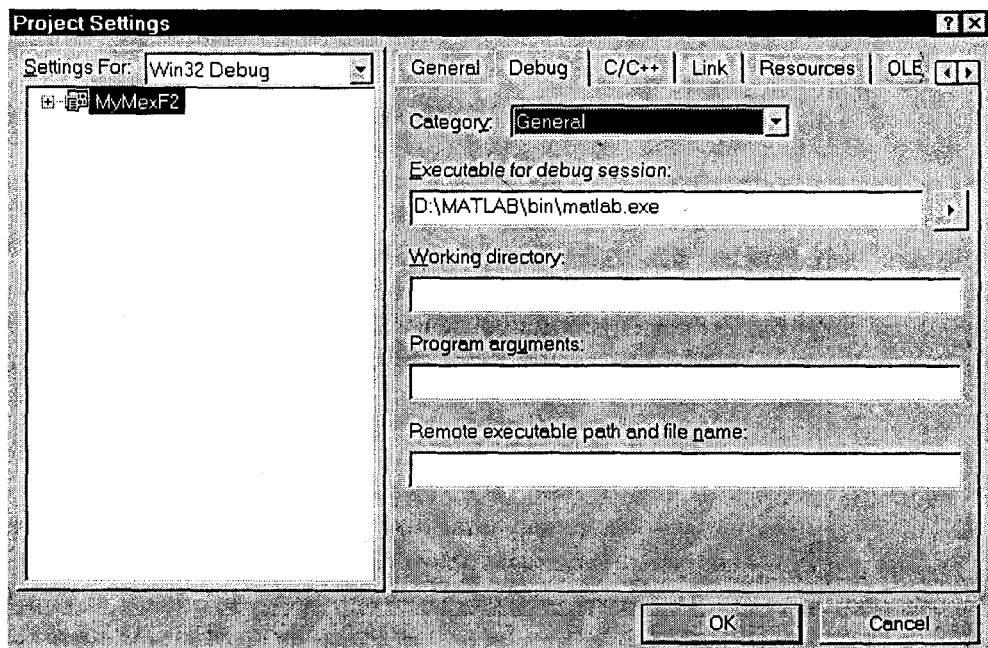 Project Settings
Settings For: Win32 Debug
MyMexF2
General Debug C/C++ Link Resources OLE
Category: General
Executable for debug session:
D:\MATLAB\bin\matlab.exe
Working directory:
Program arguments:
Remote executable path and file name:
OK Cancel